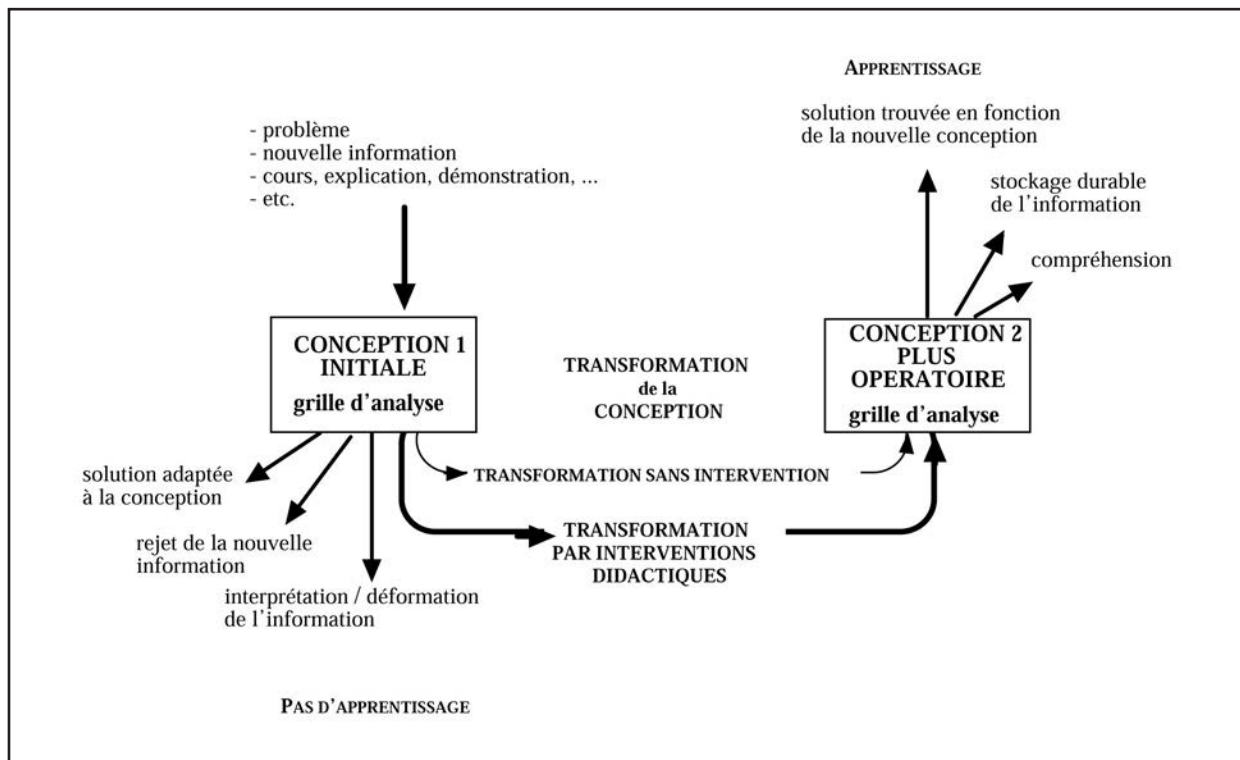 - problème
- nouvelle information
- cours, explication, démonstration, ...
- etc.
CONCEPTION 1
INITIALE
grille d'analyse
solution adaptée
à la conception
rejet de la nouvelle
information
interprétation / déformation
de l'information
PAS D'APPRENTISSAGE
TRANSFORMATION
de la
CONCEPTION
TRANSFORMATION SANS INTERVENTION
TRANSFORMATION
PAR INTERVENTIONS
DIDACTIQUES
APPRENTISSAGE
solution trouvée en fonction
de la nouvelle conception
stockage durable
de l'information
compréhension
CONCEPTION 2
PLUS
OPERATOIRE
grille d'analyse